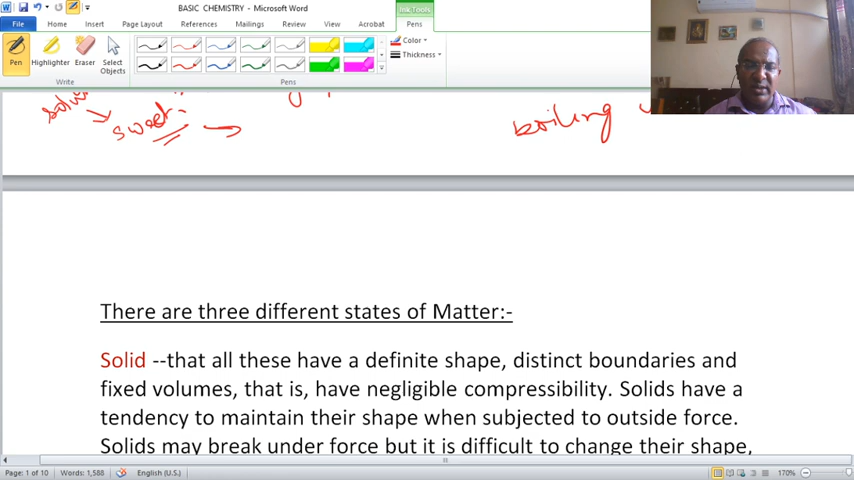 BASIC CHEMISTRY - Microsoft Word
Ink Tools
File Home Insert Page Layout References Mailings Review View Acrobat Pens
Pen Highlighter Eraser Select Objects
Color
Thickness
Write Pens
sweet
boiling
There are three different states of Matter:-
Solid --that all these have a definite shape, distinct boundaries and
fixed volumes, that is, have negligible compressibility. Solids have a
tendency to maintain their shape when subjected to outside force.
Solids may break under force but it is difficult to change their shape,
Page: 1 of 10 Words: 1,588 English (U.S.) 170%